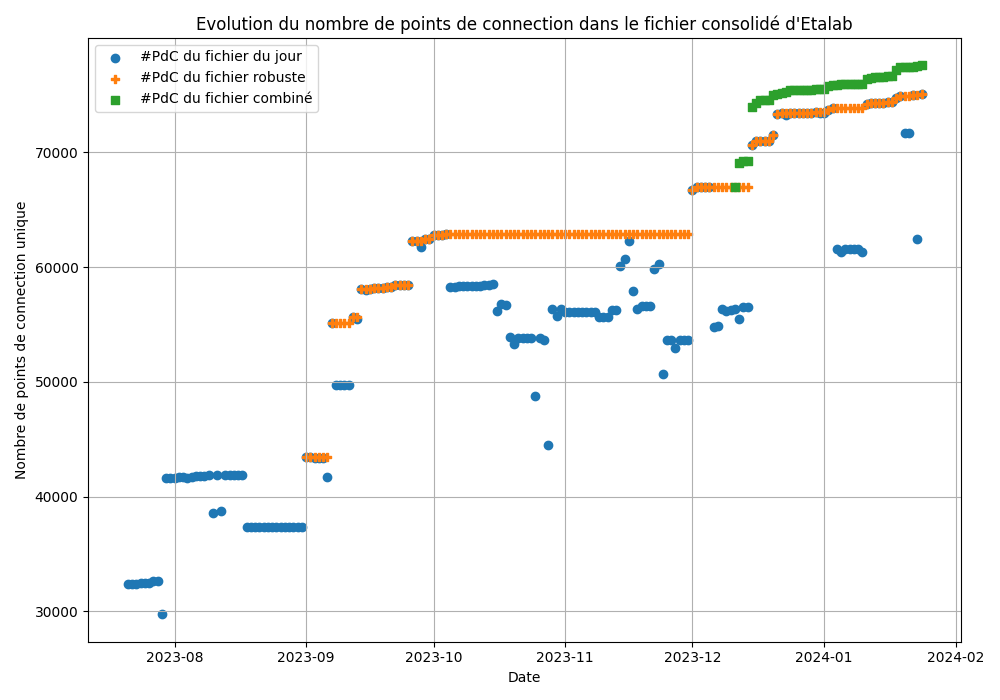 Evolution du nombre de points de connection dans le fichier consolidé d'Etalab
#PdC du fichier du jour
#PdC du fichier robuste
#PdC du fichier combiné
Nombre de points de connection unique
70000
60000
50000
40000
30000
2023-08
2023-09
2023-10
2023-11
2023-12
2024-01
2024-02
Date